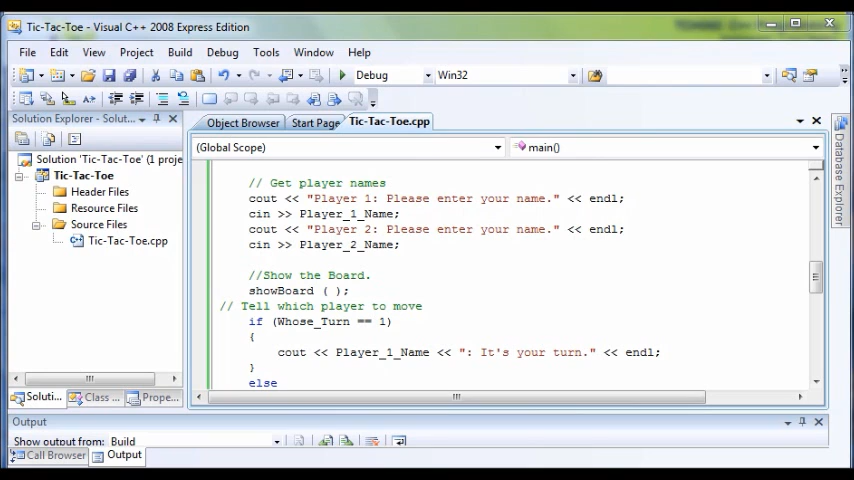 Tic-Tac-Toe - Visual C++ 2008 Express Edition
File Edit View Project Build Debug Tools Window Help
Debug Win32
Solution Explorer - Solut...
Object Browser Start Page Tic-Tac-Toe.cpp
(Global Scope) main()
Solution 'Tic-Tac-Toe' (1 proje
Tic-Tac-Toe
Header Files
Resource Files
Source Files
Tic-Tac-Toe.cpp
// Get player names
cout << "Player 1: Please enter your name." << endl;
cin >> Player_1_Name;
cout << "Player 2: Please enter your name." << endl;
cin >> Player_2_Name;
//Show the Board.
showBoard ( );
// Tell which player to move
if (Whose_Turn == 1)
{
cout << Player_1_Name << ": It's your turn." << endl;
}
else
Database Explorer
Soluti... Class ... Prope...
Output
Show output from: Build
Call Browser Output